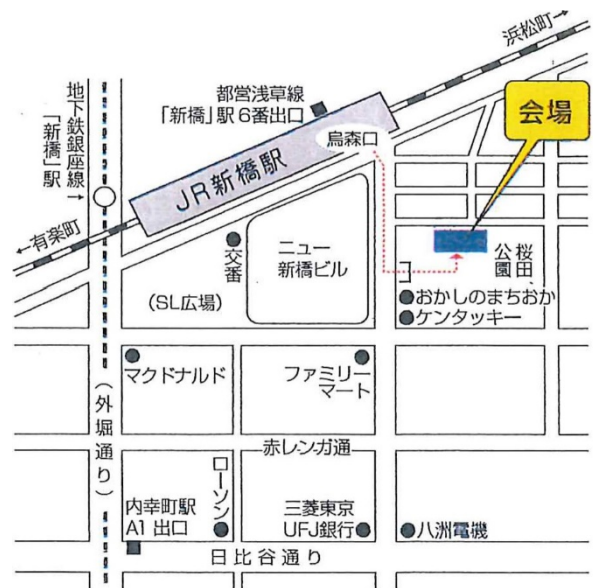 浜松町→
地下鉄銀座線
「新橋」駅
都営浅草線
「新橋」駅6番出口
会場
烏森口
JR新橋駅
←有楽町
交番
ニュー
新橋ビル
桜田
公園
(SL広場)
おかしのまちおか
ケンタッキー
マクドナルド
ファミリー
マート
(外堀通り)
赤レンガ通
ローソン
内幸町駅
A1 出口
三菱東京
UFJ銀行
八洲電機
日比谷通り